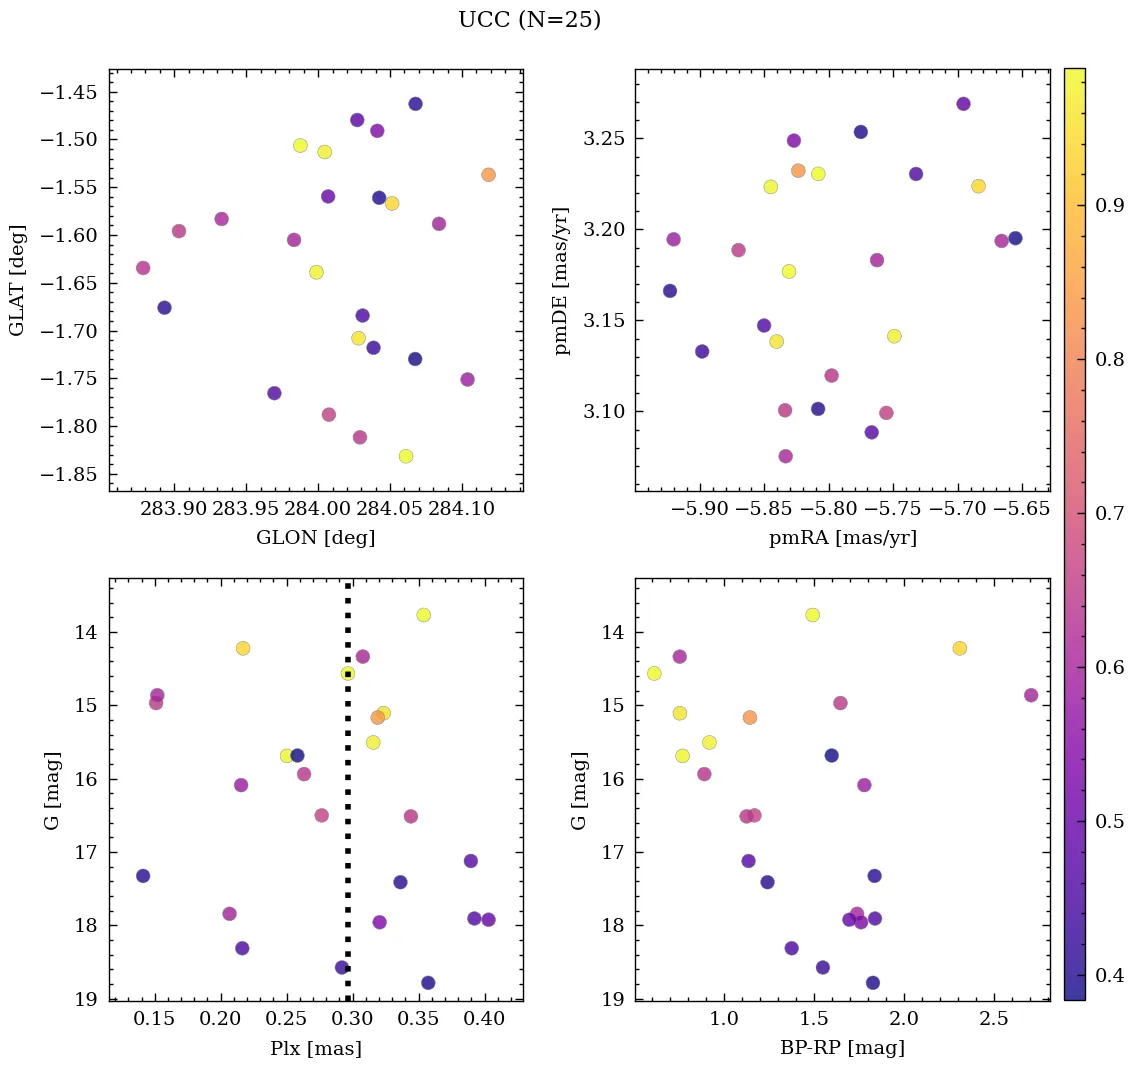 UCC (N=25)
−1.45
−1.50
−1.55
−1.60
−1.65
−1.70
−1.75
−1.80
−1.85
GLAT [deg]
283.90 283.95 284.00 284.05 284.10
GLON [deg]
3.25
3.20
3.15
3.10
pmDE [mas/yr]
−5.90 −5.85 −5.80 −5.75 −5.70 −5.65
pmRA [mas/yr]
0.9
0.8
0.7
0.6
0.5
0.4
14
15
16
17
18
19
G [mag]
0.15 0.20 0.25 0.30 0.35 0.40
Plx [mas]
14
15
16
17
18
19
G [mag]
1.0 1.5 2.0 2.5
BP-RP [mag]